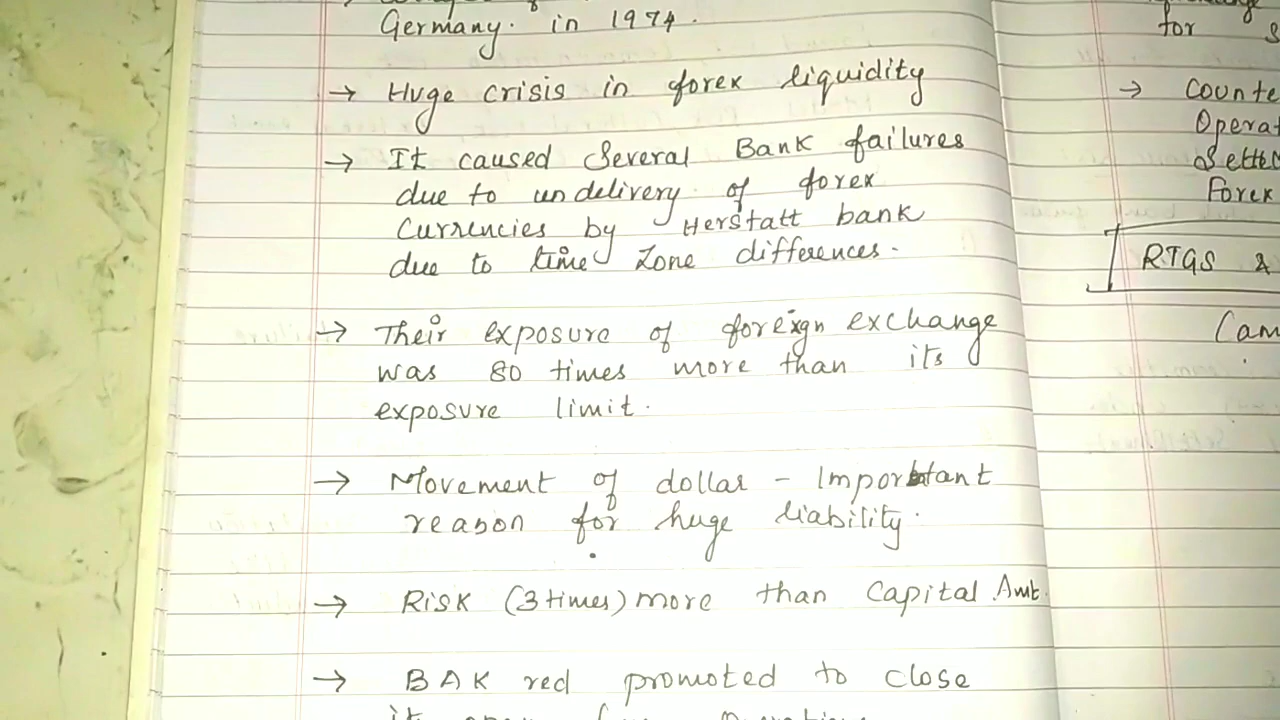 Germany. in 1974.
→ Huge crisis in forex liquidity
→ It caused several Bank failures
due to undelivery of forex
Currencies by Herstatt bank
due to time Zone differences.
→ Their exposure of foreign exchange
was 80 times more than its
exposure limit.
→ Movement of dollar - Important
reason for huge liability.
→ Risk (3 times) more than Capital Amt.
→ BAK red promoted to close
for
→ Counte
Operat
Forex
RTGS &